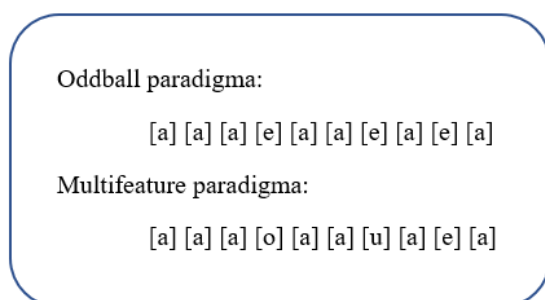 Oddball paradigma:
[a] [a] [a] [e] [a] [a] [e] [a] [e] [a]
Multifeature paradigma:
[a] [a] [a] [o] [a] [a] [u] [a] [e] [a]